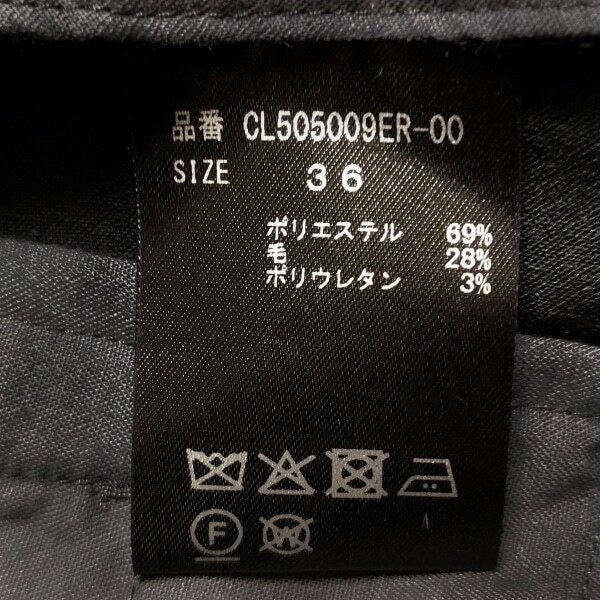 品番 CL505009ER-00
SIZE 36
ポリエステル 69%
毛 28%
ポリウレタン 3%
F
W